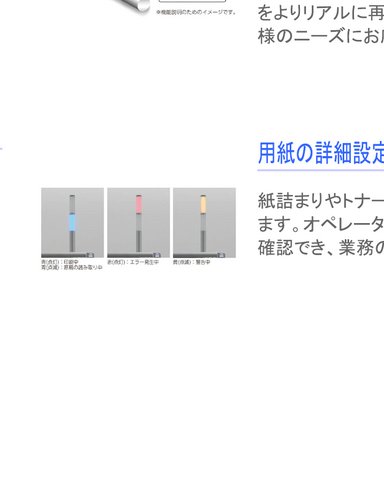 をよりリアルに再
※機能説明のためのイメージです。
様のニーズにお応
用紙の詳細設定
紙詰まりやトナー
ます。オペレータ
確認でき、業務の
青(点灯):印刷中
青(点滅):原稿の読み取り中
赤(点灯):エラー発生中
黄(点滅):警告中